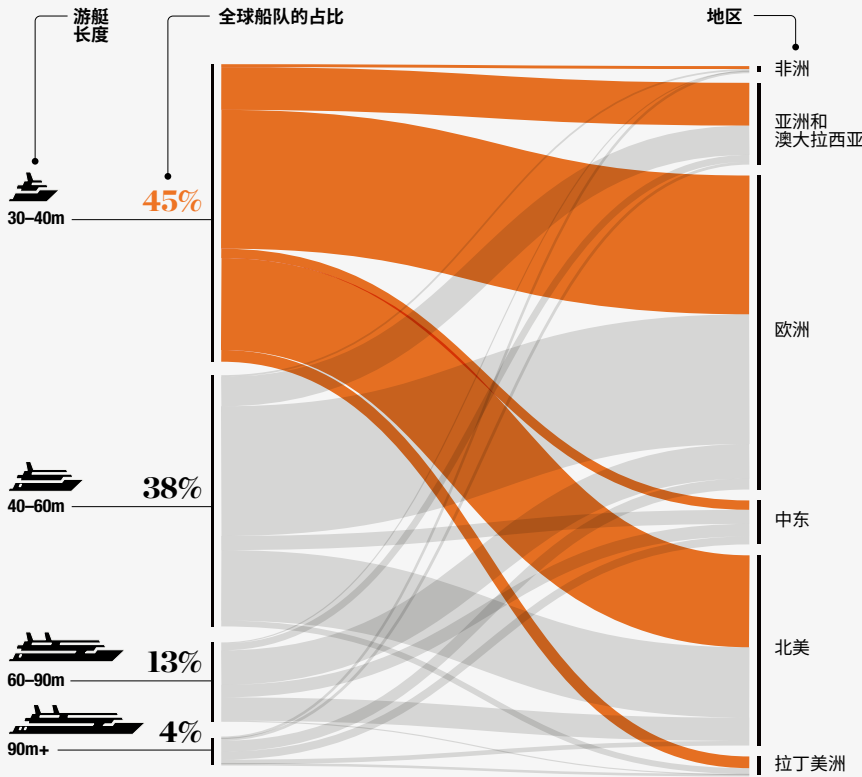 游艇
长度
全球船队的占比
地区
30–40m
45%
40–60m
38%
60–90m
13%
90m+
4%
非洲
亚洲和
澳大拉西亚
欧洲
中东
北美
拉丁美洲